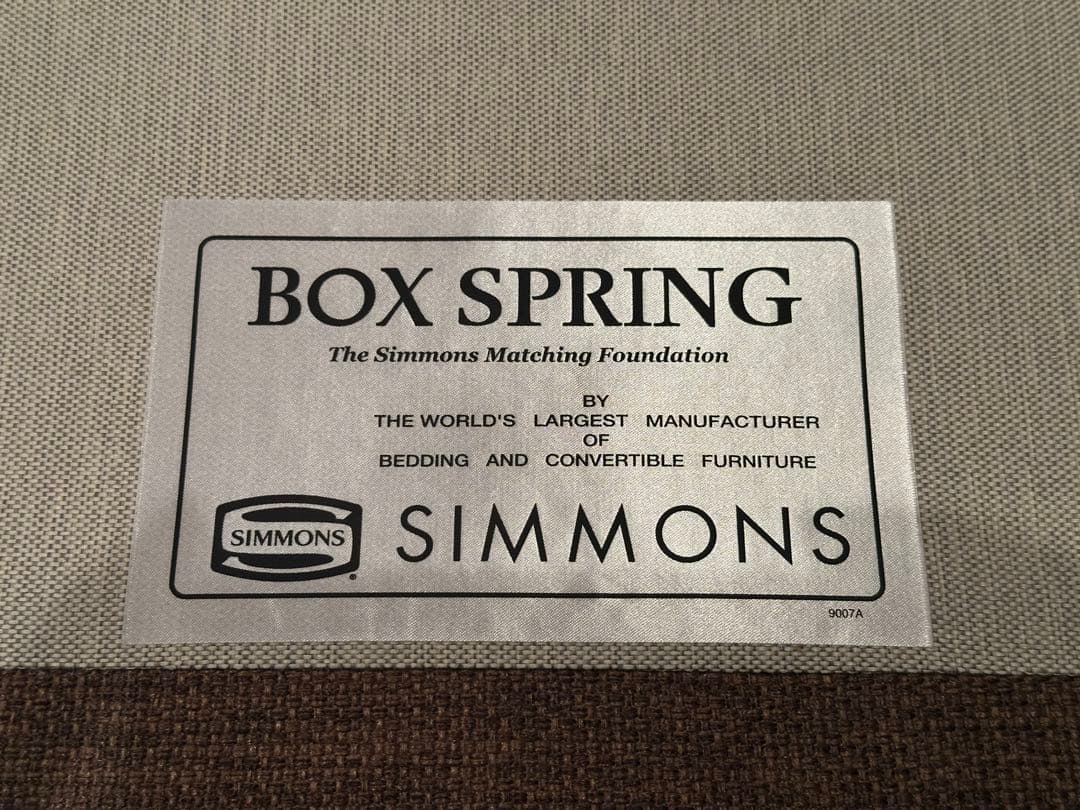 BOX SPRING
The Simmons Matching Foundation
BY
THE WORLD'S LARGEST MANUFACTURER
OF
BEDDING AND CONVERTIBLE FURNITURE
SIMMONS
SIMMONS
9007A